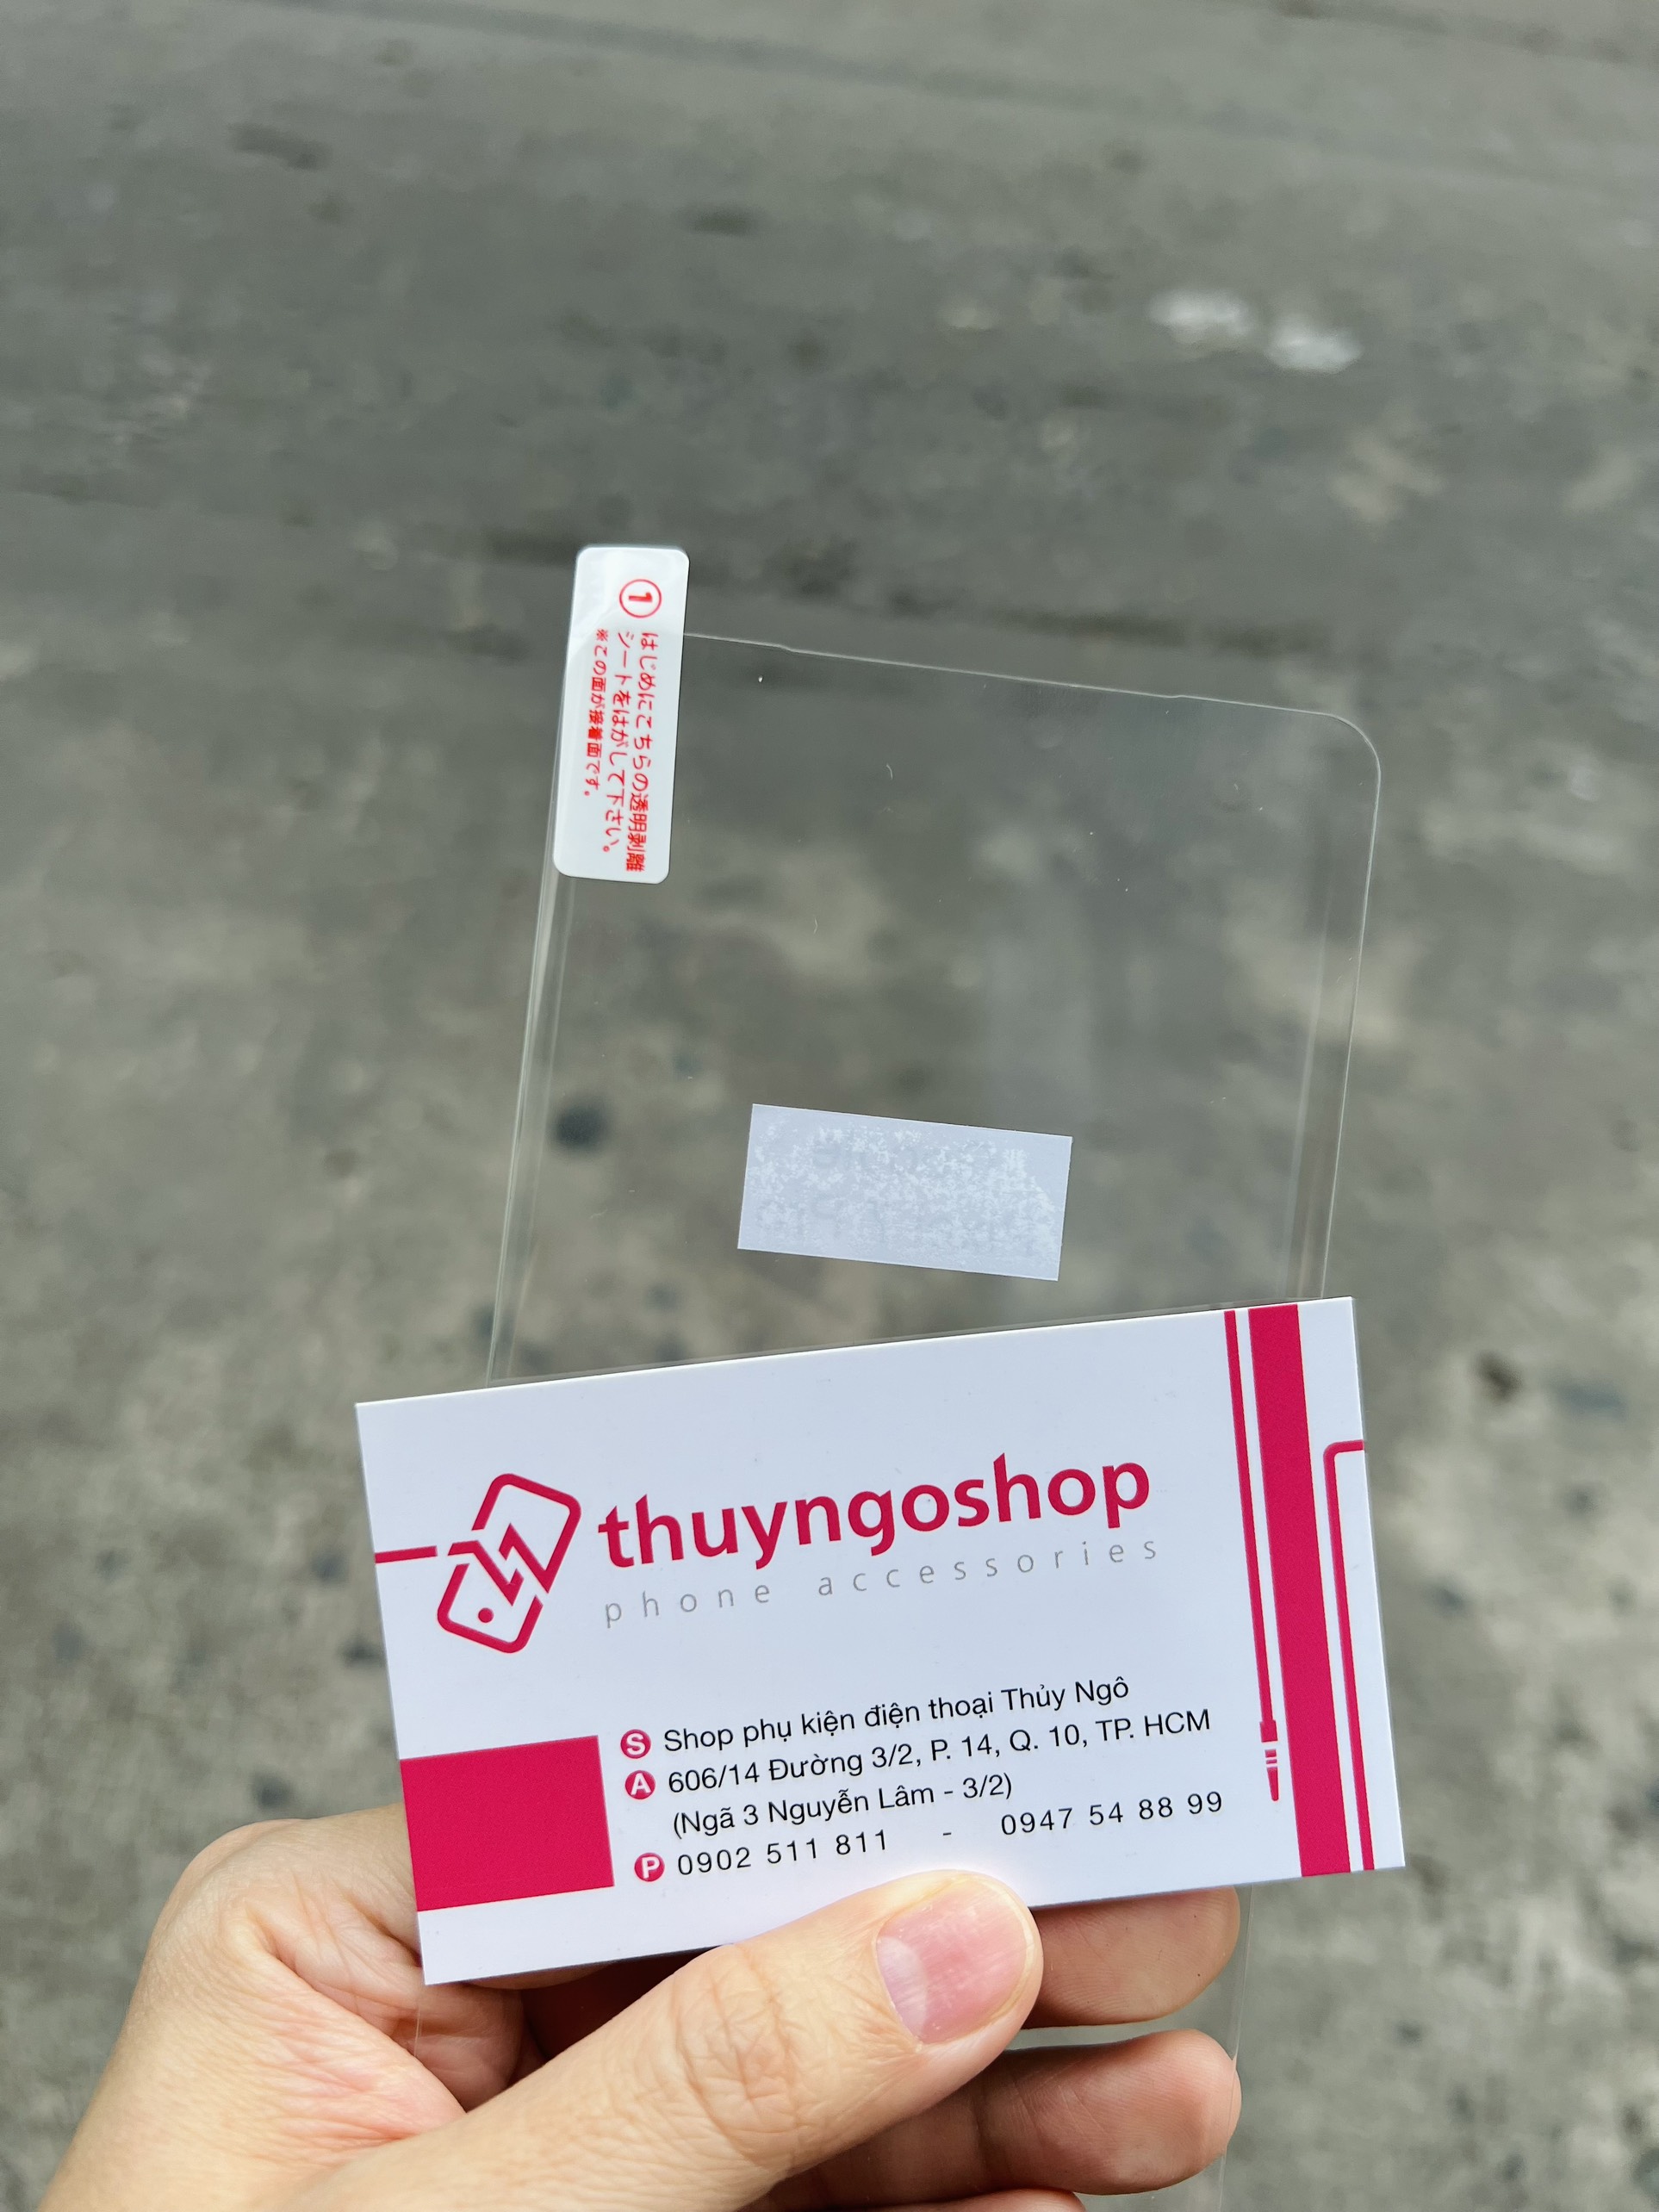 ① はじめにこちらの透明剥離
シートをはがして下さい。
※この面が接着面です。
thuyngoshop
phone accessories
S Shop phụ kiện điện thoại Thủy Ngô
A 606/14 Đường 3/2, P. 14, Q. 10, TP. HCM
(Ngã 3 Nguyễn Lâm - 3/2)
P 0902 511 811 - 0947 54 88 99